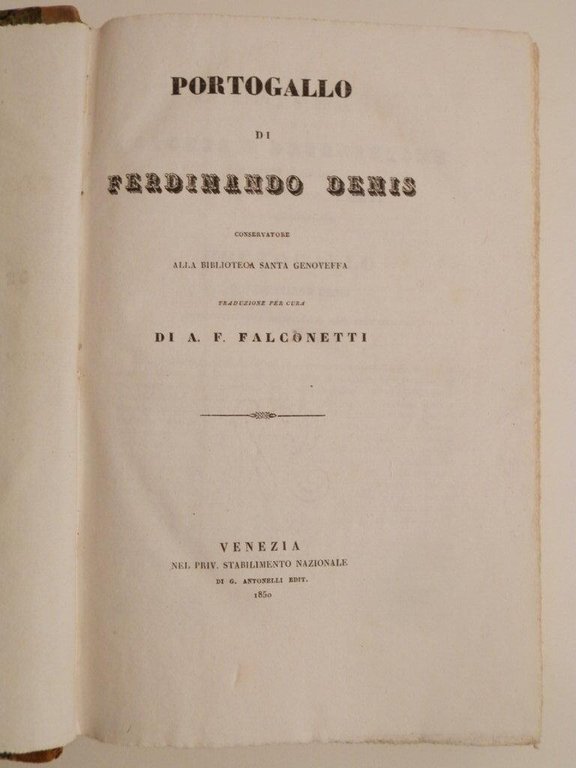 PORTOGALLO
DI
FERDINANDO DENIS
CONSERVATORE
ALLA BIBLIOTECA SANTA GENOVEFFA
TRADUZIONE PER CURA
DI A. F. FALCONETTI
VENEZIA
NEL PRIV. STABILIMENTO NAZIONALE
DI G. ANTONELLI EDIT.
1850